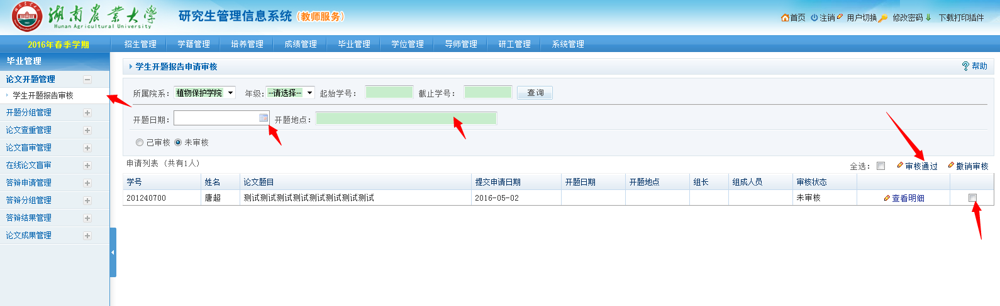 湖南农业大学
Hunan Agricultural University
研究生管理信息系统（教师服务）
首页 注销 用户切换 修改密码 下载打印插件
2016年春季学期 招生管理 学籍管理 培养管理 成绩管理 毕业管理 学位管理 导师管理 研工管理 系统管理
毕业管理
论文开题管理
学生开题报告审核
开题分组管理
论文查重管理
论文盲审管理
在线论文盲审
答辩申请管理
答辩分组管理
答辩结果管理
论文成果管理
学生开题报告申请审核 帮助
所属院系: 植物保护学院 年级: --请选择-- 起始学号: 截止学号: 查询
开题日期: 开题地点:
己审核 未审核
申请列表（共有1人） 全选: 审核通过 撤销审核
学号 姓名 论文题目 提交申请日期 开题日期 开题地点 组长 组成人员 审核状态
201240700 唐超 测试测试测试测试测试测试测试测试 2016-05-02 未审核 查看明细